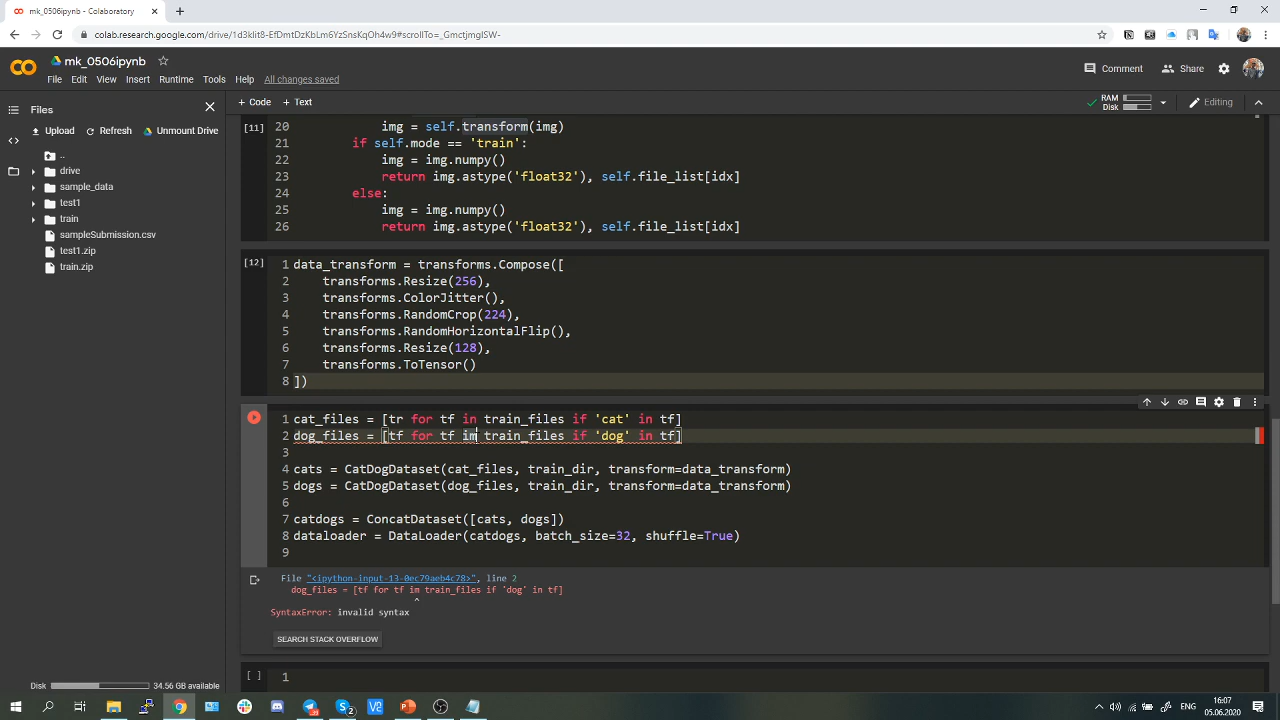 mk_0506ipynb - Colaboratory
colab.research.google.com/drive/1d3klit8-EfDmtDzKbLm6YzSnsKqOh4w9#scrollTo=_GmctjmgISW-
mk_0506ipynb
File Edit View Insert Runtime Tools Help All changes saved
Comment Share
Files
+ Code + Text
RAM
Disk
Editing
Upload Refresh Unmount Drive
..
drive
sample_data
test1
train
sampleSubmission.csv
test1.zip
train.zip
Disk 34.56 GB available
[11]
20 img = self.transform(img)
21 if self.mode == 'train':
22 img = img.numpy()
23 return img.astype('float32'), self.file_list[idx]
24 else:
25 img = img.numpy()
26 return img.astype('float32'), self.file_list[idx]
[12]
1 data_transform = transforms.Compose([
2 transforms.Resize(256),
3 transforms.ColorJitter(),
4 transforms.RandomCrop(224),
5 transforms.RandomHorizontalFlip(),
6 transforms.Resize(128),
7 transforms.ToTensor()
8 ])
1 cat_files = [tr for tf in train_files if 'cat' in tf]
2 dog_files = [tf for tf im train_files if 'dog' in tf]
3
4 cats = CatDogDataset(cat_files, train_dir, transform=data_transform)
5 dogs = CatDogDataset(dog_files, train_dir, transform=data_transform)
6
7 catdogs = ConcatDataset([cats, dogs])
8 dataloader = DataLoader(catdogs, batch_size=32, shuffle=True)
9
File "<ipython-input-13-0ec79aeb4c78>", line 2
dog_files = [tf for tf im train_files if 'dog' in tf]
^
SyntaxError: invalid syntax
SEARCH STACK OVERFLOW
[ ] 1
ENG
16:07
05.06.2020